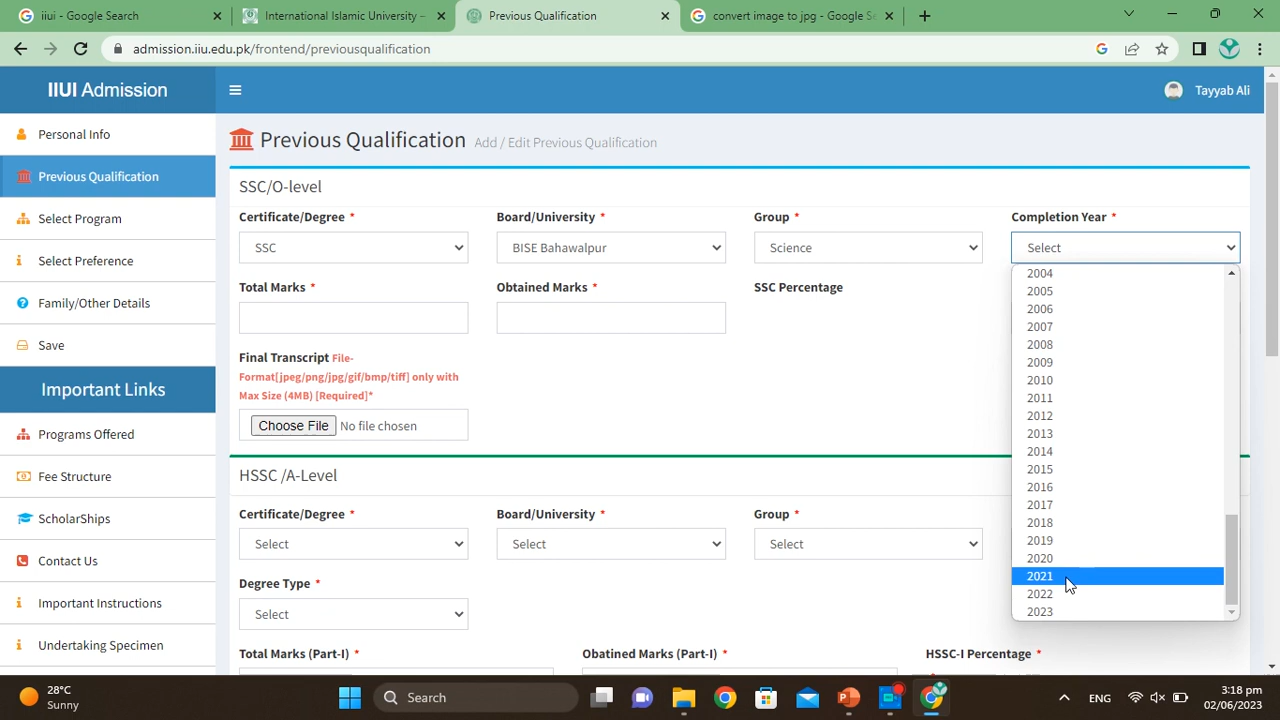 iiui - Google Search
International Islamic University –
Previous Qualification
convert image to jpg - Google Se
admission.iiu.edu.pk/frontend/previousqualification
IIUI Admission
Tayyab Ali
Personal Info
Previous Qualification
Select Program
Select Preference
Family/Other Details
Save
Important Links
Programs Offered
Fee Structure
ScholarShips
Contact Us
Important Instructions
Undertaking Specimen
Previous Qualification Add / Edit Previous Qualification
SSC/O-level
Certificate/Degree * Board/University * Group * Completion Year *
SSC BISE Bahawalpur Science Select
Total Marks * Obtained Marks * SSC Percentage
Final Transcript File-
Format[jpeg/png/jpg/gif/bmp/tiff] only with
Max Size (4MB) [Required]*
Choose File No file chosen
2004
2005
2006
2007
2008
2009
2010
2011
2012
2013
2014
2015
2016
2017
2018
2019
2020
2021
2022
2023
HSSC /A-Level
Certificate/Degree * Board/University * Group *
Select Select Select
Degree Type *
Select
Total Marks (Part-I) * Obatined Marks (Part-I) * HSSC-I Percentage *
28°C
Sunny
Search
ENG
3:18 pm
02/06/2023